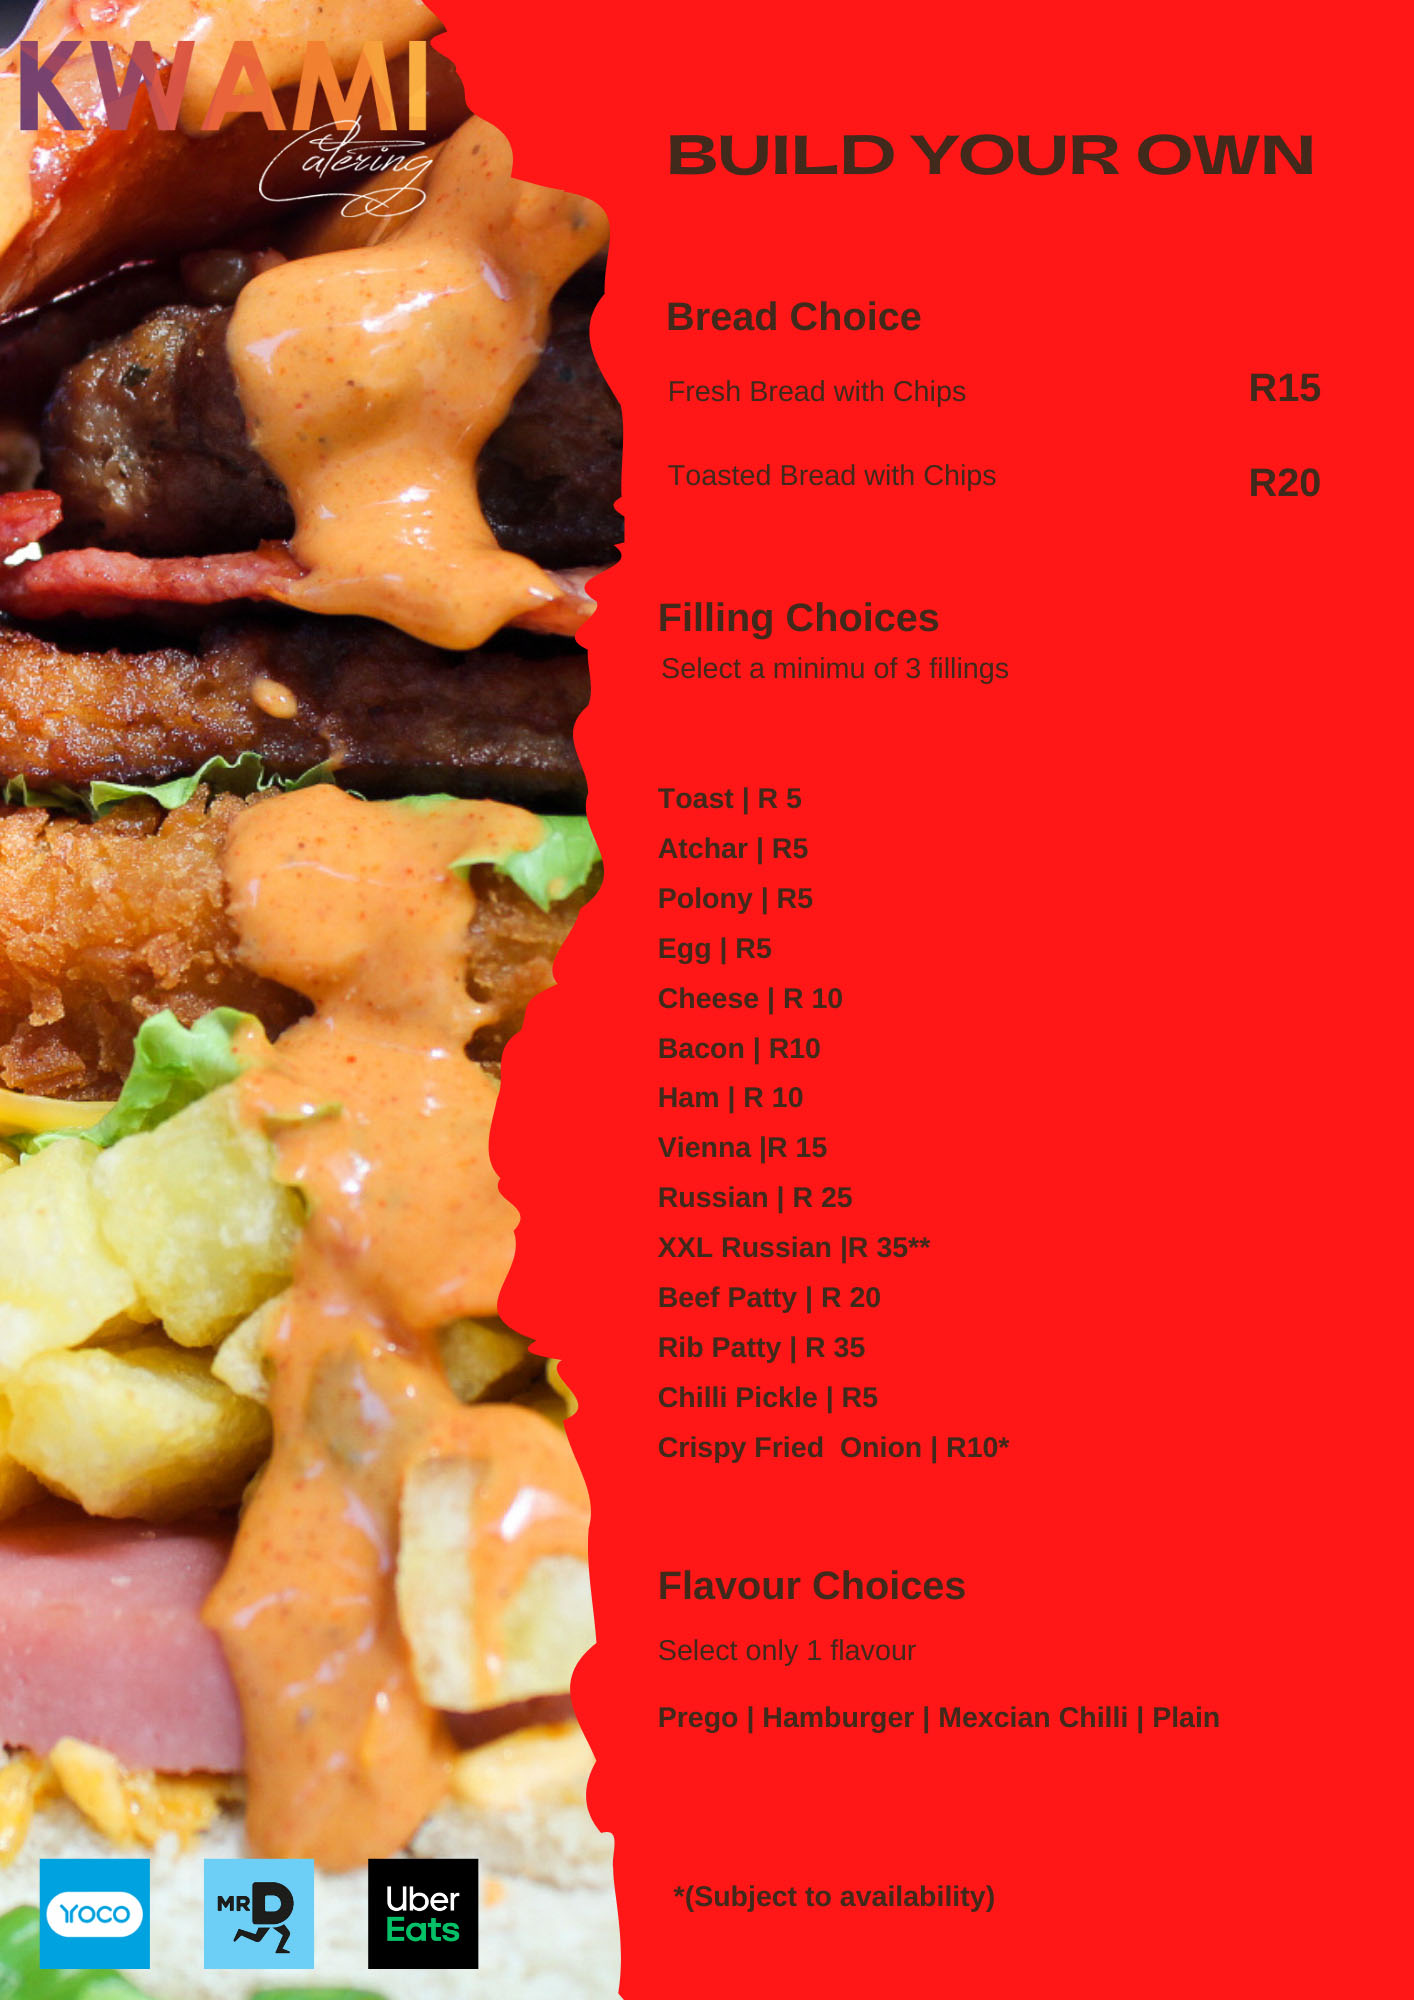 KWAMI
Catering
BUILD YOUR OWN
Bread Choice
Fresh Bread with Chips R15
Toasted Bread with Chips R20
Filling Choices
Select a minimu of 3 fillings
Toast | R 5
Atchar | R5
Polony | R5
Egg | R5
Cheese | R 10
Bacon | R10
Ham | R 10
Vienna |R 15
Russian | R 25
XXL Russian |R 35**
Beef Patty | R 20
Rib Patty | R 35
Chilli Pickle | R5
Crispy Fried  Onion | R10*
Flavour Choices
Select only 1 flavour
Prego | Hamburger | Mexcian Chilli | Plain
*(Subject to availability)
YOCO
MR D
Uber
Eats